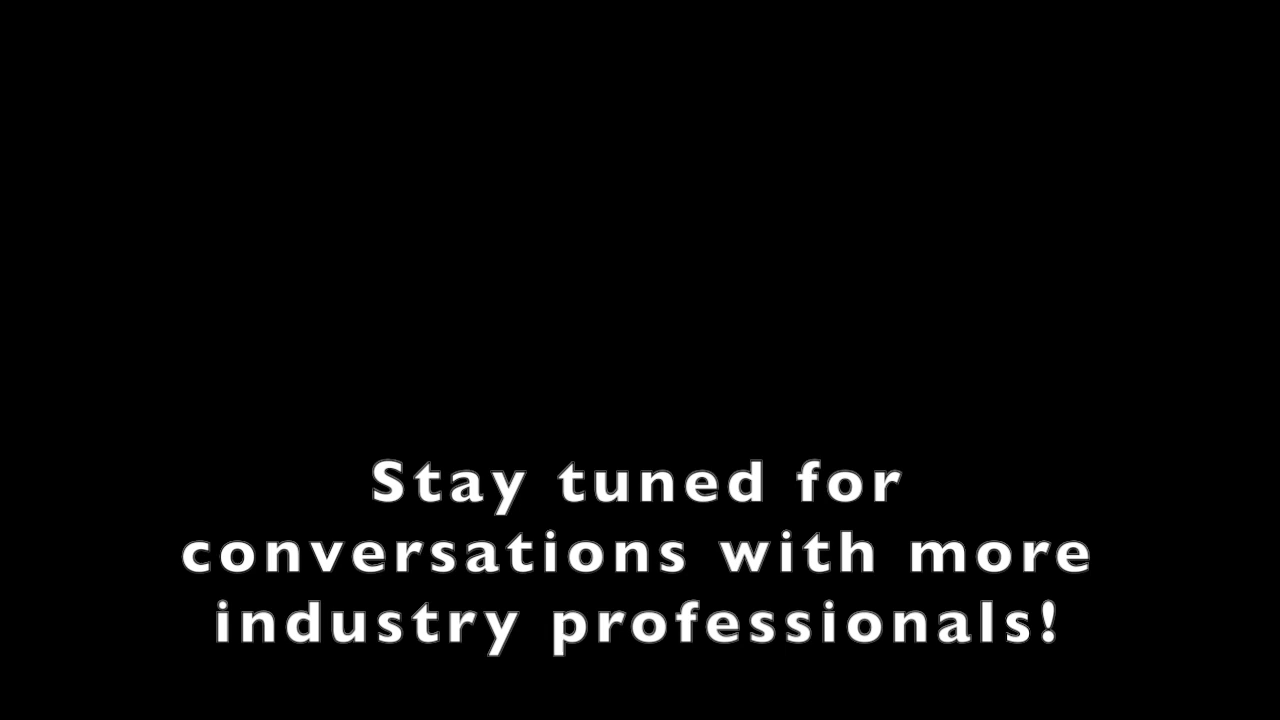 Stay tuned for
conversations with more
industry professionals!